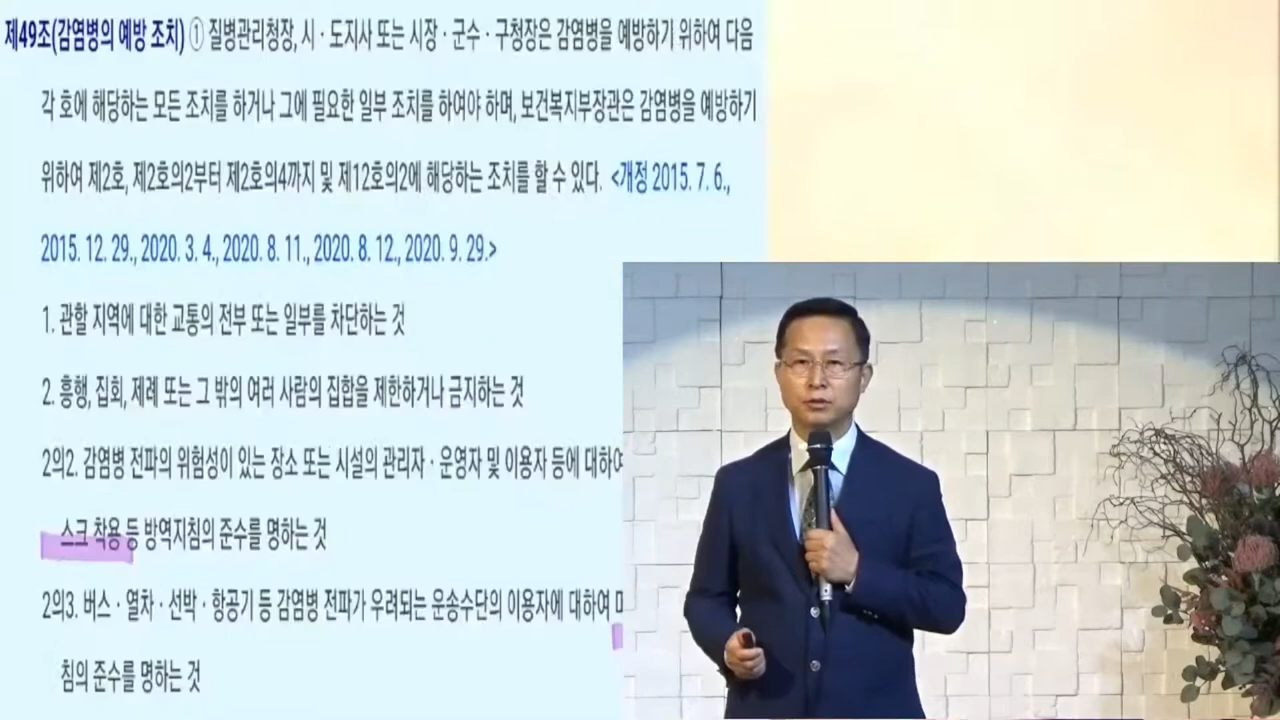 제49조(감염병의 예방 조치) ① 질병관리청장, 시ㆍ도지사 또는 시장ㆍ군수ㆍ구청장은 감염병을 예방하기 위하여 다음
각 호에 해당하는 모든 조치를 하거나 그에 필요한 일부 조치를 하여야 하며, 보건복지부장관은 감염병을 예방하기
위하여 제2호, 제2호의2부터 제2호의4까지 및 제12호의2에 해당하는 조치를 할 수 있다. <개정 2015. 7. 6.,
2015. 12. 29., 2020. 3. 4., 2020. 8. 11., 2020. 8. 12., 2020. 9. 29.>
1. 관할 지역에 대한 교통의 전부 또는 일부를 차단하는 것
2. 흥행, 집회, 제례 또는 그 밖의 여러 사람의 집합을 제한하거나 금지하는 것
2의2. 감염병 전파의 위험성이 있는 장소 또는 시설의 관리자ㆍ운영자 및 이용자 등에 대하여
스크 착용 등 방역지침의 준수를 명하는 것
2의3. 버스ㆍ열차ㆍ선박ㆍ항공기 등 감염병 전파가 우려되는 운송수단의 이용자에 대하여
침의 준수를 명하는 것